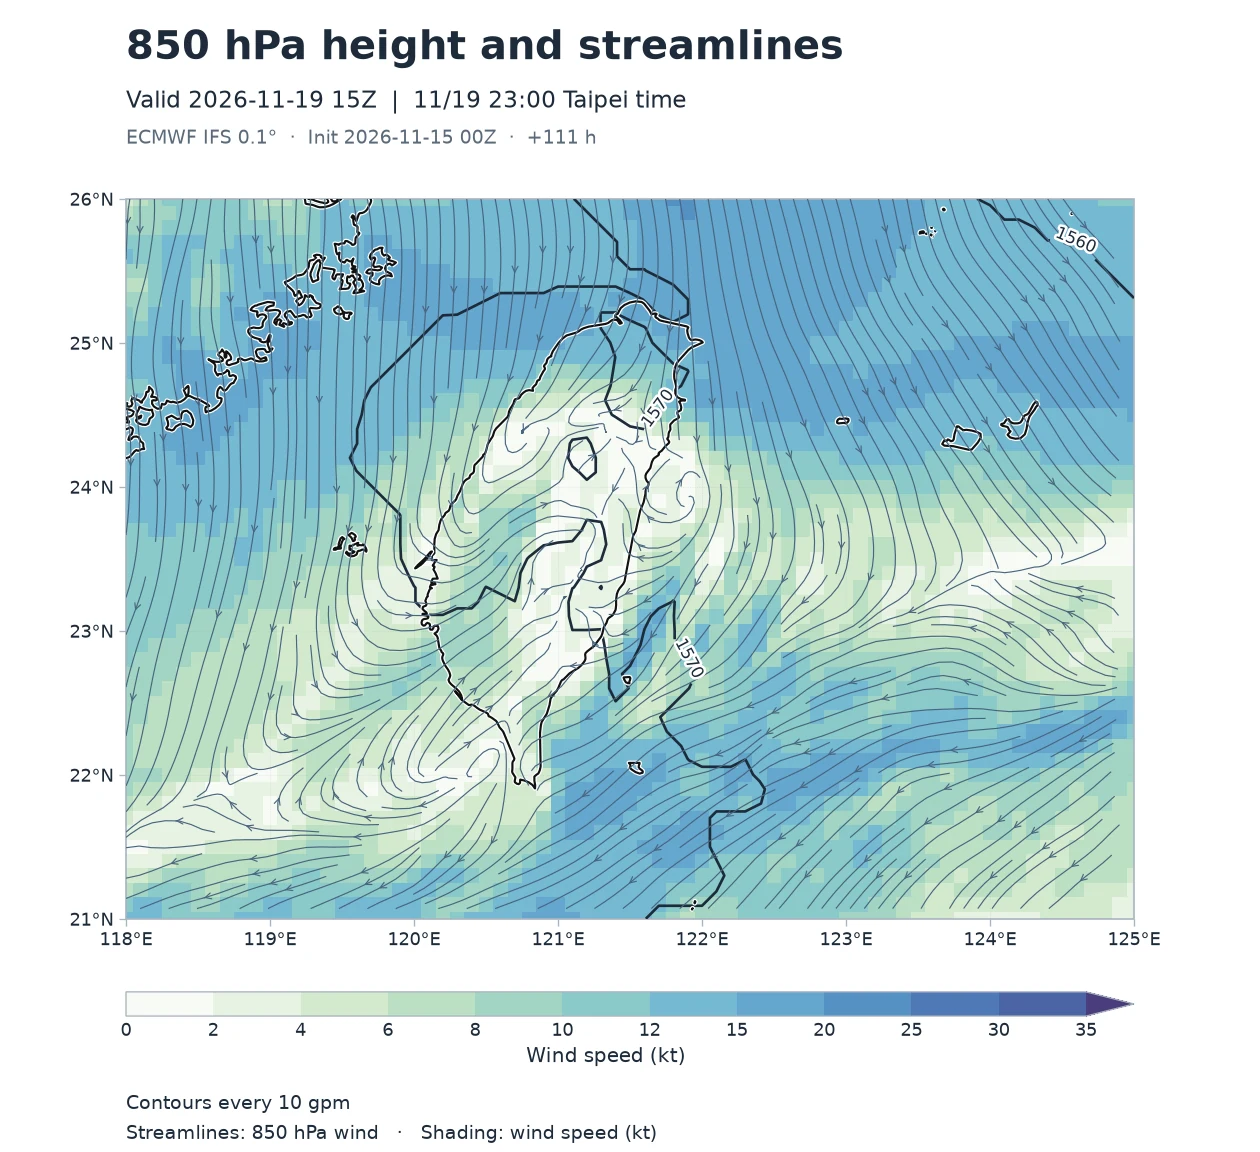 850 hPa height and streamlines
Valid 2026-11-19 15Z | 11/19 23:00 Taipei time
ECMWF IFS 0.1° · Init 2026-11-15 00Z · +111 h
26°N
1560
25°N
1570
24°N
23°N
1570
22°N
21°N
118°E 119°E 120°E 121°E 122°E 123°E 124°E 125°E
0 2 4 6 8 10 12 15 20 25 30 35
Wind speed (kt)
Contours every 10 gpm
Streamlines: 850 hPa wind · Shading: wind speed (kt)